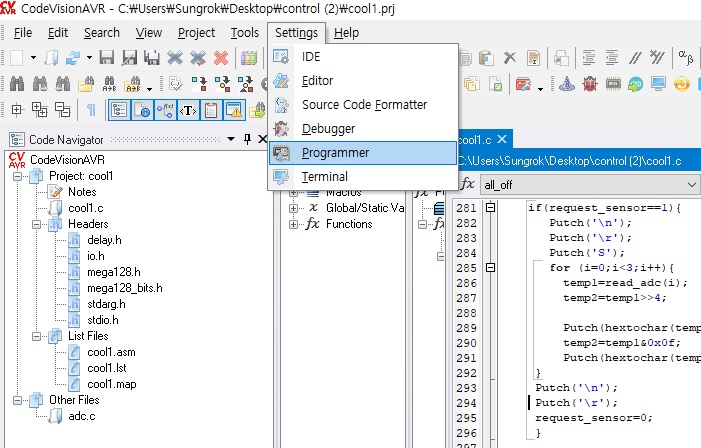 CodeVisionAVR - C:₩Users₩Sungrok₩Desktop₩control (2)₩cool1.prj
File Edit Search View Project Tools Settings Help
IDE
Editor
Source Code Formatter
Debugger
Programmer
Terminal
Code Navigator
CodeVisionAVR
Project: cool1
Notes
cool1.c
Headers
delay.h
io.h
mega128.h
mega128_bits.h
stdarg.h
stdio.h
List Files
cool1.asm
cool1.lst
cool1.map
Other Files
adc.c
Macros
Global/Static Va
Functions
cool1.c
C:\Users\Sungrok\Desktop\control (2)\cool1.c
fx all_off
281 if(request_sensor==1){
282 Putch('\n');
283 Putch('\r');
284 Putch('S');
285 for (i=0;i<3;i++){
286 temp1=read_adc(i);
287 temp2=temp1>>4;
288
289 Putch(hextochar(temp
290 temp2=temp1&0x0f;
291 Putch(hextochar(temp
292 }
293 Putch('\n');
294 Putch('\r');
295 request_sensor=0;
296 }